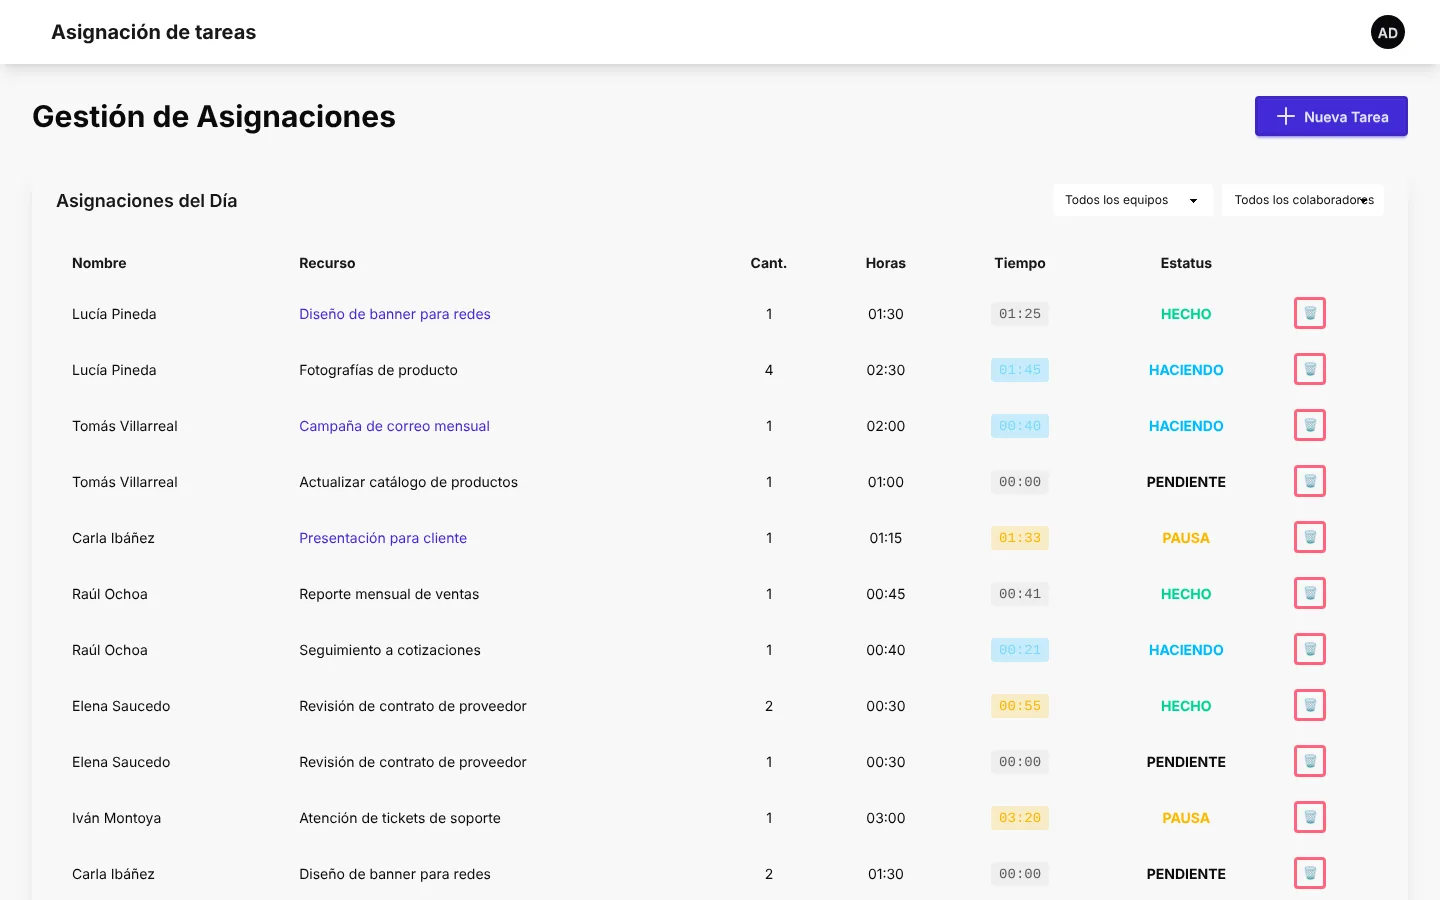 Asignación de tareas
AD
Gestión de Asignaciones
Nueva Tarea
Asignaciones del Día
Todos los equipos
Todos los colaboradores
Nombre Recurso Cant. Horas Tiempo Estatus
Lucía Pineda Diseño de banner para redes 1 01:30 01:25 HECHO
Lucía Pineda Fotografías de producto 4 02:30 01:45 HACIENDO
Tomás Villarreal Campaña de correo mensual 1 02:00 00:40 HACIENDO
Tomás Villarreal Actualizar catálogo de productos 1 01:00 00:00 PENDIENTE
Carla Ibáñez Presentación para cliente 1 01:15 01:33 PAUSA
Raúl Ochoa Reporte mensual de ventas 1 00:45 00:41 HECHO
Raúl Ochoa Seguimiento a cotizaciones 1 00:40 00:21 HACIENDO
Elena Saucedo Revisión de contrato de proveedor 2 00:30 00:55 HECHO
Elena Saucedo Revisión de contrato de proveedor 1 00:30 00:00 PENDIENTE
Iván Montoya Atención de tickets de soporte 1 03:00 03:20 PAUSA
Carla Ibáñez Diseño de banner para redes 2 01:30 00:00 PENDIENTE